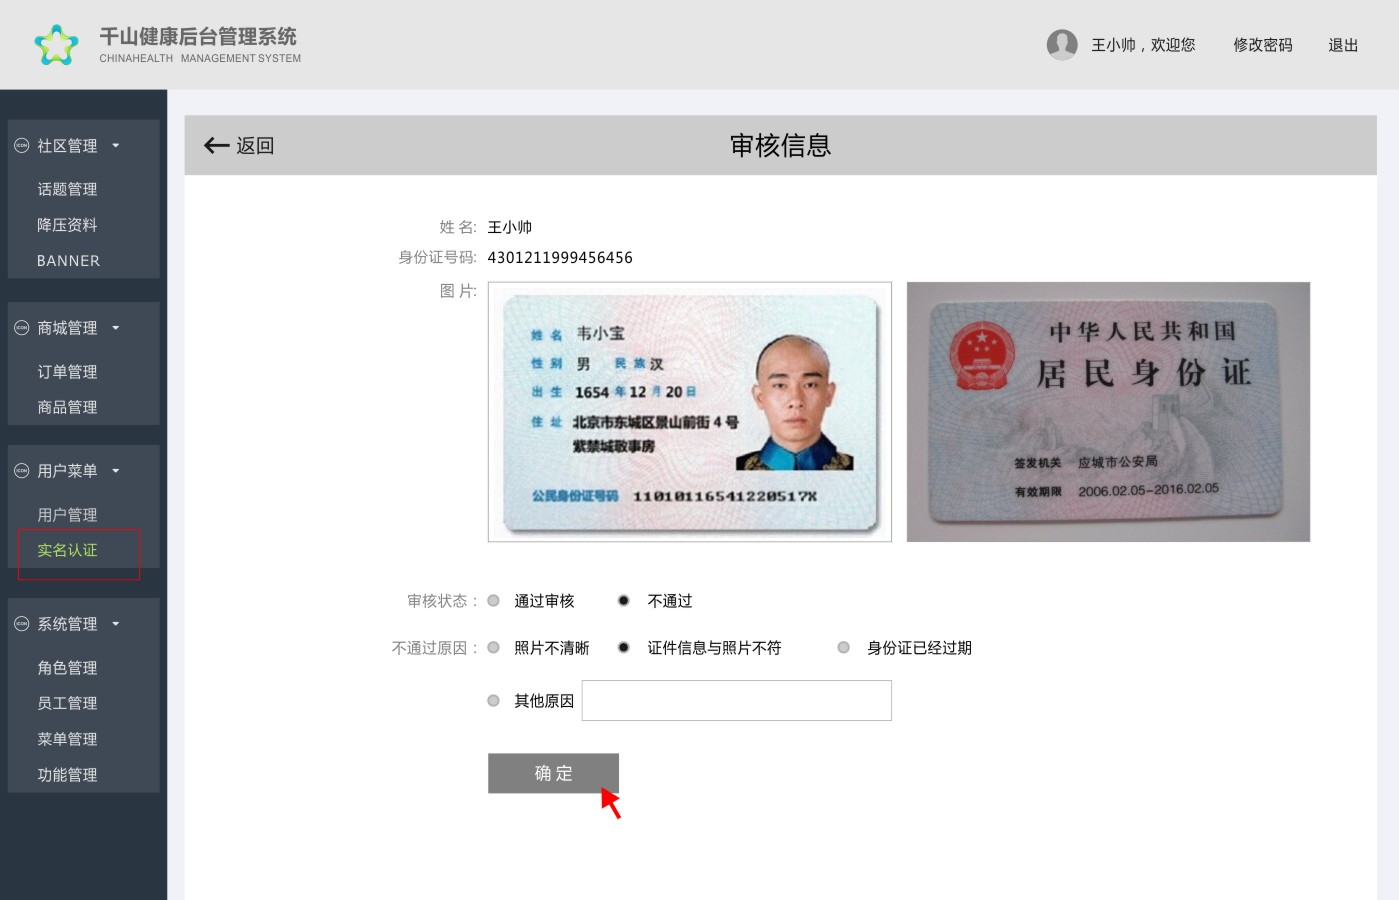 千山健康后台管理系统
CHINAHEALTH MANAGEMENT SYSTEM
王小帅，欢迎您 修改密码 退出
社区管理
话题管理
降压资料
BANNER
商城管理
订单管理
商品管理
用户菜单
用户管理
实名认证
系统管理
角色管理
员工管理
菜单管理
功能管理
返回 审核信息
姓 名: 王小帅
身份证号码: 4301211999456456
图 片:
姓名 韦小宝
性别 男 民族 汉
出生 1654 年 12 月 20 日
住址 北京市东城区景山前街 4 号
紫禁城敬事房
公民身份证号码 11010116541220517X
中华人民共和国
居民身份证
签发机关 应城市公安局
有效期限 2006.02.05-2016.02.05
审核状态： 通过审核 不通过
不通过原因： 照片不清晰 证件信息与照片不符 身份证已经过期
其他原因
确 定